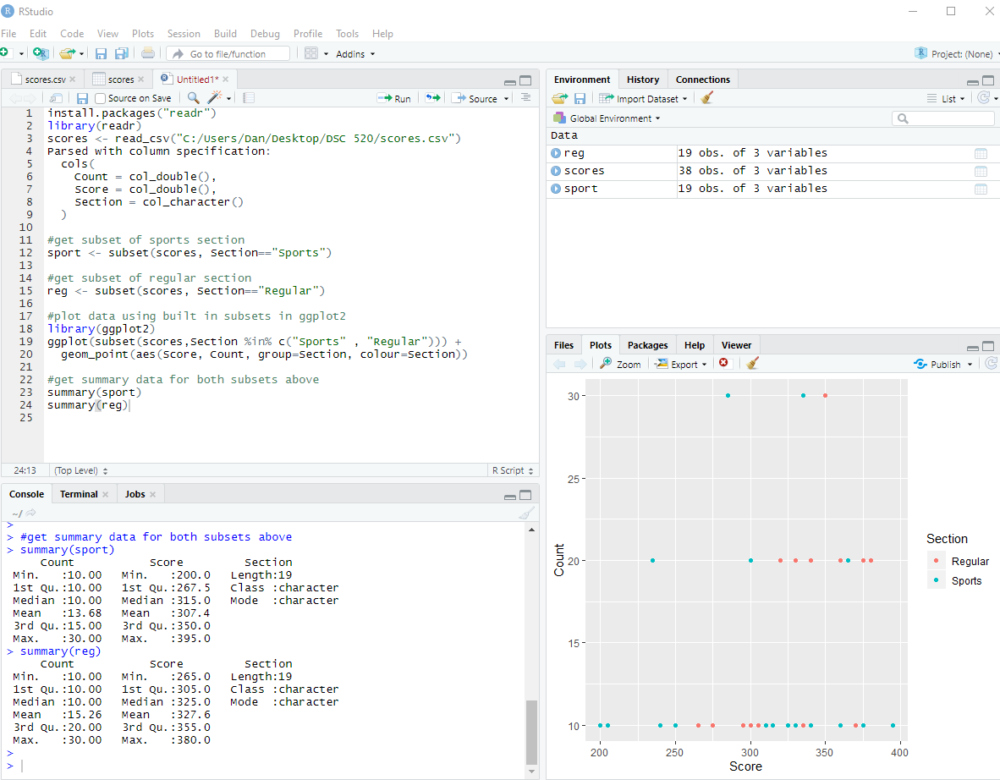 RStudio
File Edit Code View Plots Session Build Debug Profile Tools Help
Go to file/function Addins Project: (None)
scores.csv scores Untitled1*
Source on Save Run Source
1 install.packages("readr")
2 library(readr)
3 scores <- read_csv("C:/Users/Dan/Desktop/DSC 520/scores.csv")
4 Parsed with column specification:
5 cols(
6 Count = col_double(),
7 Score = col_double(),
8 Section = col_character()
9 )
10
11 #get subset of sports section
12 sport <- subset(scores, Section=="Sports")
13
14 #get subset of regular section
15 reg <- subset(scores, Section=="Regular")
16
17 #plot data using built in subsets in ggplot2
18 library(ggplot2)
19 ggplot(subset(scores,Section %in% c("Sports" , "Regular"))) +
20 geom_point(aes(Score, Count, group=Section, colour=Section))
21
22 #get summary data for both subsets above
23 summary(sport)
24 summary(reg)
25
24:13 (Top Level) R Script
Console Terminal Jobs
~/
>
> #get summary data for both subsets above
> summary(sport)
Count Score Section
Min. :10.00 Min. :200.0 Length:19
1st Qu.:10.00 1st Qu.:267.5 Class :character
Median :10.00 Median :315.0 Mode :character
Mean :13.68 Mean :307.4
3rd Qu.:15.00 3rd Qu.:350.0
Max. :30.00 Max. :395.0
> summary(reg)
Count Score Section
Min. :10.00 Min. :265.0 Length:19
1st Qu.:10.00 1st Qu.:305.0 Class :character
Median :10.00 Median :325.0 Mode :character
Mean :15.26 Mean :327.6
3rd Qu.:20.00 3rd Qu.:355.0
Max. :30.00 Max. :380.0
>
>
Environment History Connections
Import Dataset List
Global Environment
Data
reg 19 obs. of 3 variables
scores 38 obs. of 3 variables
sport 19 obs. of 3 variables
Files Plots Packages Help Viewer
Zoom Export Publish
30
25
20
15
10
Count
200 250 300 350 400
Score
Section
Regular
Sports